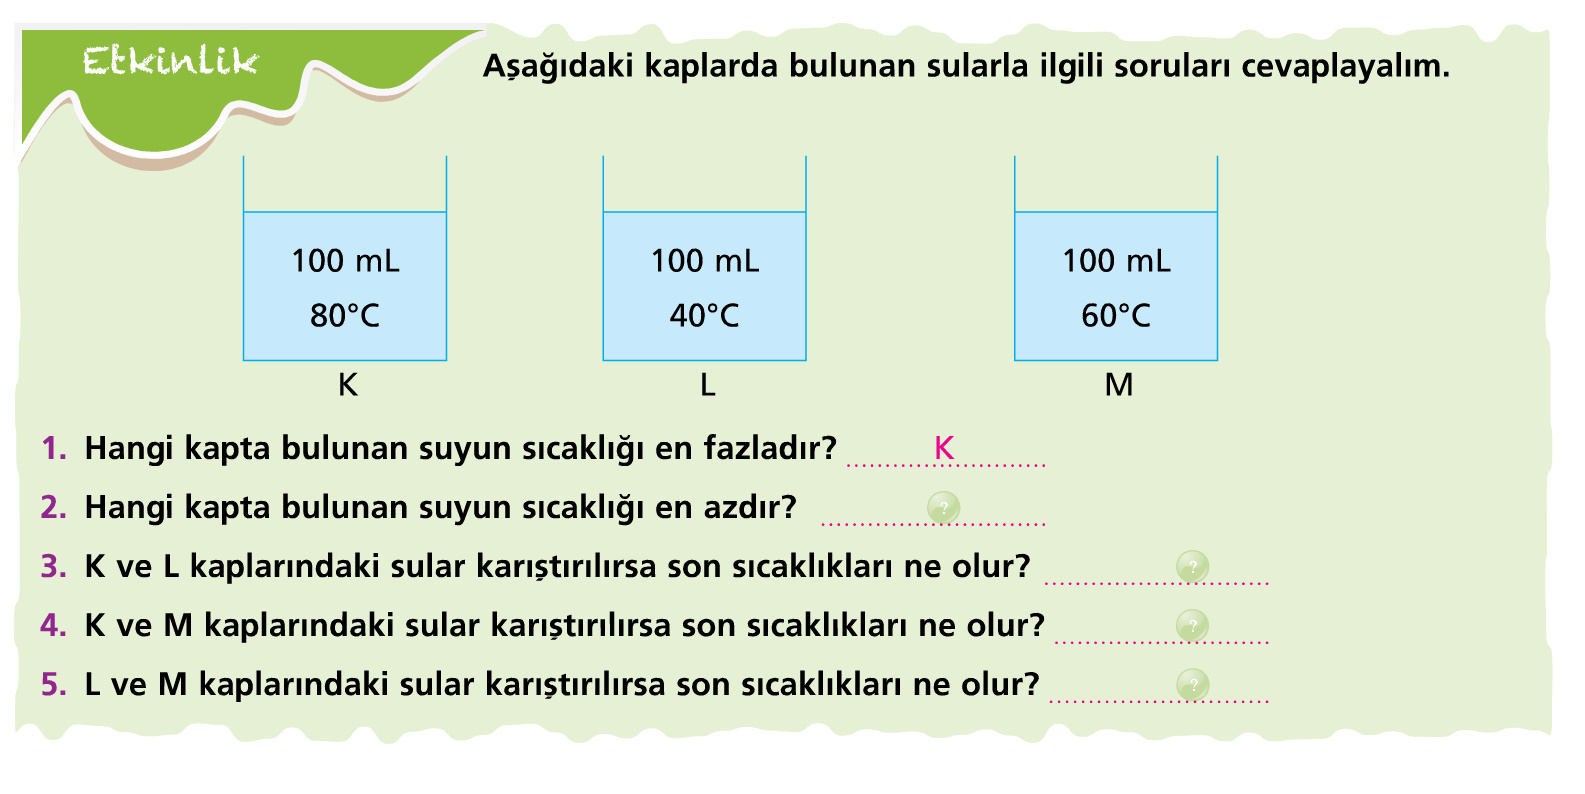 Etkinlik
Aşağıdaki kaplarda bulunan sularla ilgili soruları cevaplayalım.
100 mL 100 mL 100 mL
80°C 40°C 60°C
K L M
1. Hangi kapta bulunan suyun sıcaklığı en fazladır? K
2. Hangi kapta bulunan suyun sıcaklığı en azdır? ?
3. K ve L kaplarındaki sular karıştırılırsa son sıcaklıkları ne olur? ?
4. K ve M kaplarındaki sular karıştırılırsa son sıcaklıkları ne olur? ?
5. L ve M kaplarındaki sular karıştırılırsa son sıcaklıkları ne olur? ?